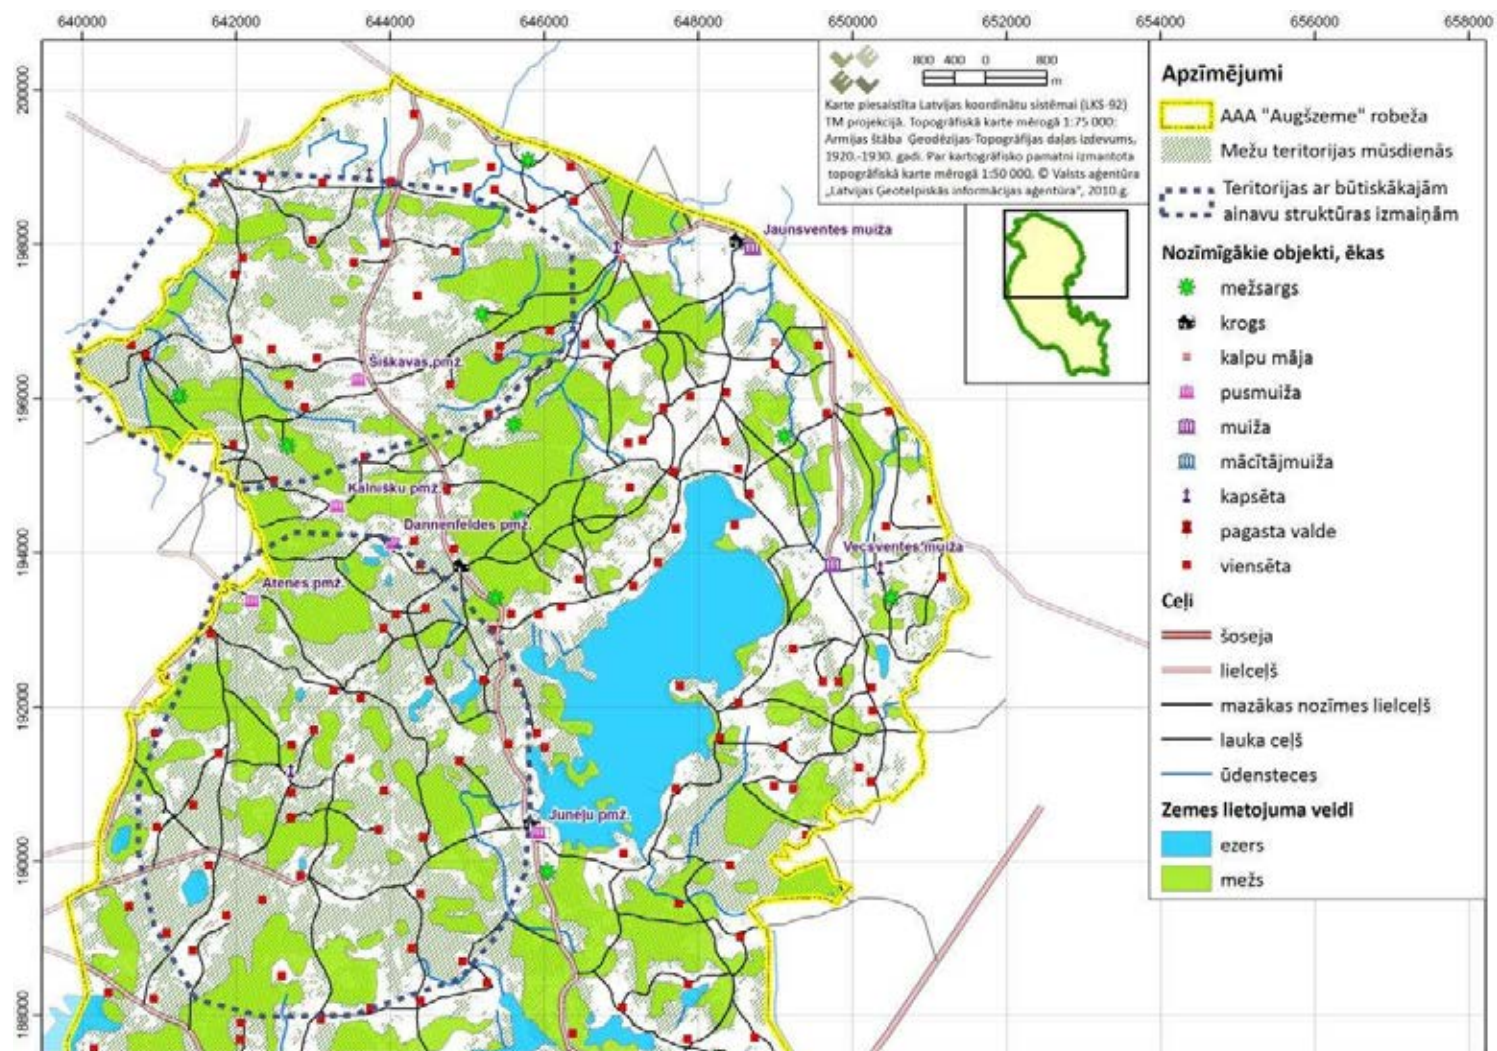 640000
642000
644000
646000
648000
650000
652000
654000
656000
658000
200000
198000
196000
194000
192000
190000
188000
800 400 0 800
m
Karte piesaistīta Latvijas koordinātu sistēmai (LKS-92)
TM projekcijā. Topogrāfiskā karte mērogā 1:75 000:
Armijas štāba Ģeodēzijas-Topogrāfijas daļas izdevums,
1920.-1930. gadi. Par kartogrāfisko pamatni izmantota
topogrāfiskā karte mērogā 1:50 000. © Valsts aģentūra
„Latvijas Ģeotelpiskās informācijas aģentūra", 2010.g.
Jaunsventes muiža
Šiškavas pmž.
Kalnišku pmž.
Dannenfeldes pmž.
Vecsventes muiža
Atenes pmž.
Juneļu pmž.
Apzīmējumi
AAA "Augšzeme" robeža
Mežu teritorijas mūsdienās
Teritorijas ar būtiskākajām
ainavu struktūras izmaiņām
Nozīmīgākie objekti, ēkas
mežsargs
krogs
kalpu māja
pusmuiža
muiža
mācītājmuiža
kapsēta
pagasta valde
viensēta
Ceļi
šoseja
lielceļš
mazākas nozīmes lielceļš
lauka ceļš
ūdensteces
Zemes lietojuma veidi
ezers
mežs